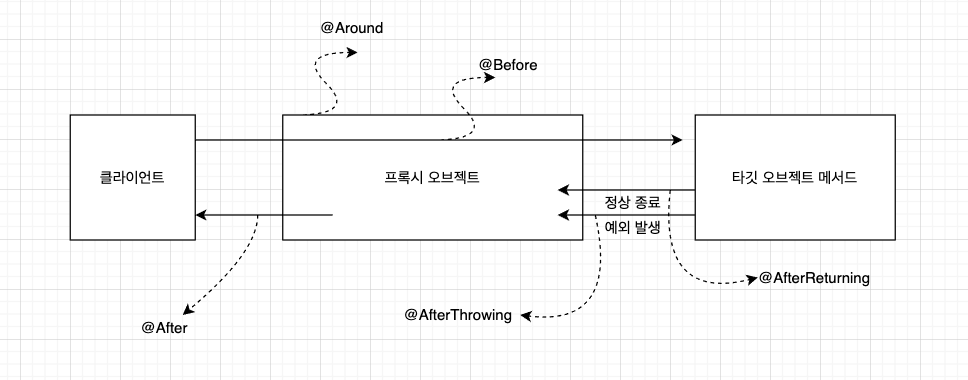 @Around
@Before
클라이언트
프록시 오브젝트
타깃 오브젝트 메서드
정상 종료
예외 발생
@AfterReturning
@AfterThrowing
@After